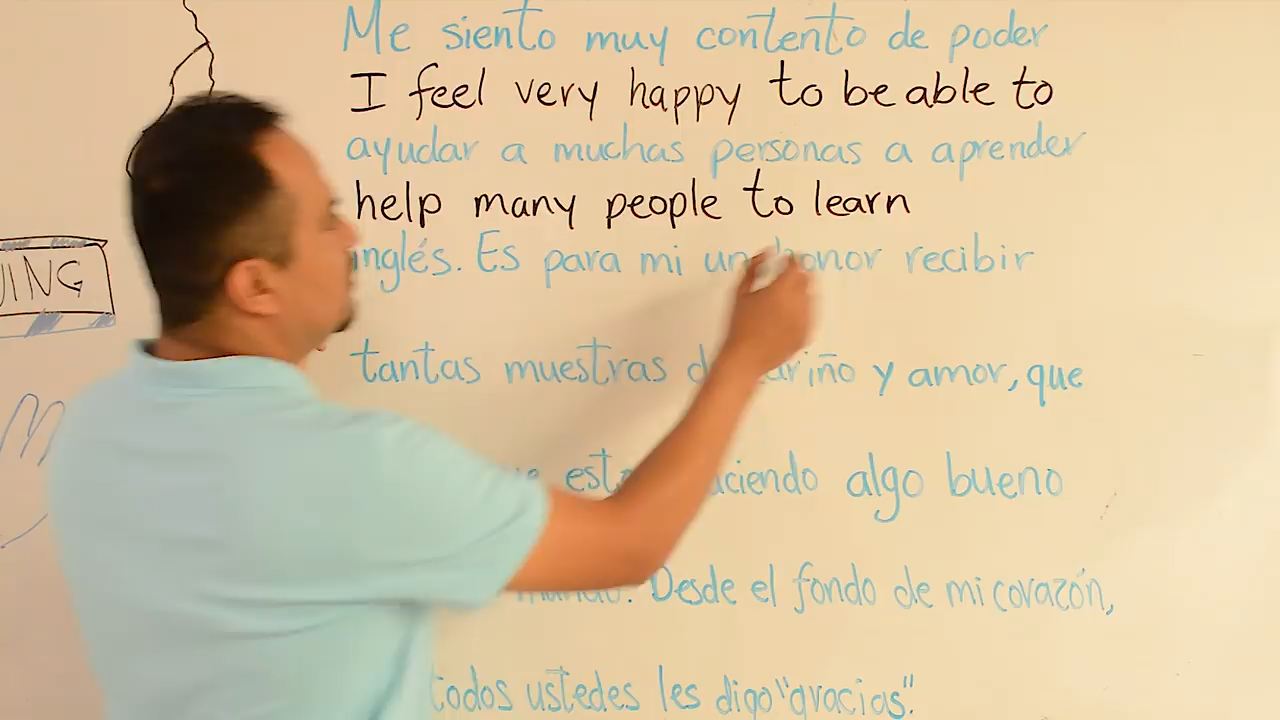 Me siento muy contento de poder
I feel very happy to be able to
ayudar a muchas personas a aprender
help many people to learn
inglés. Es para mi un honor recibir
tantas muestras de cariño y amor, que
haciendo algo bueno
mundo. Desde el fondo de mi corazón,
todos ustedes les digo "gracias".